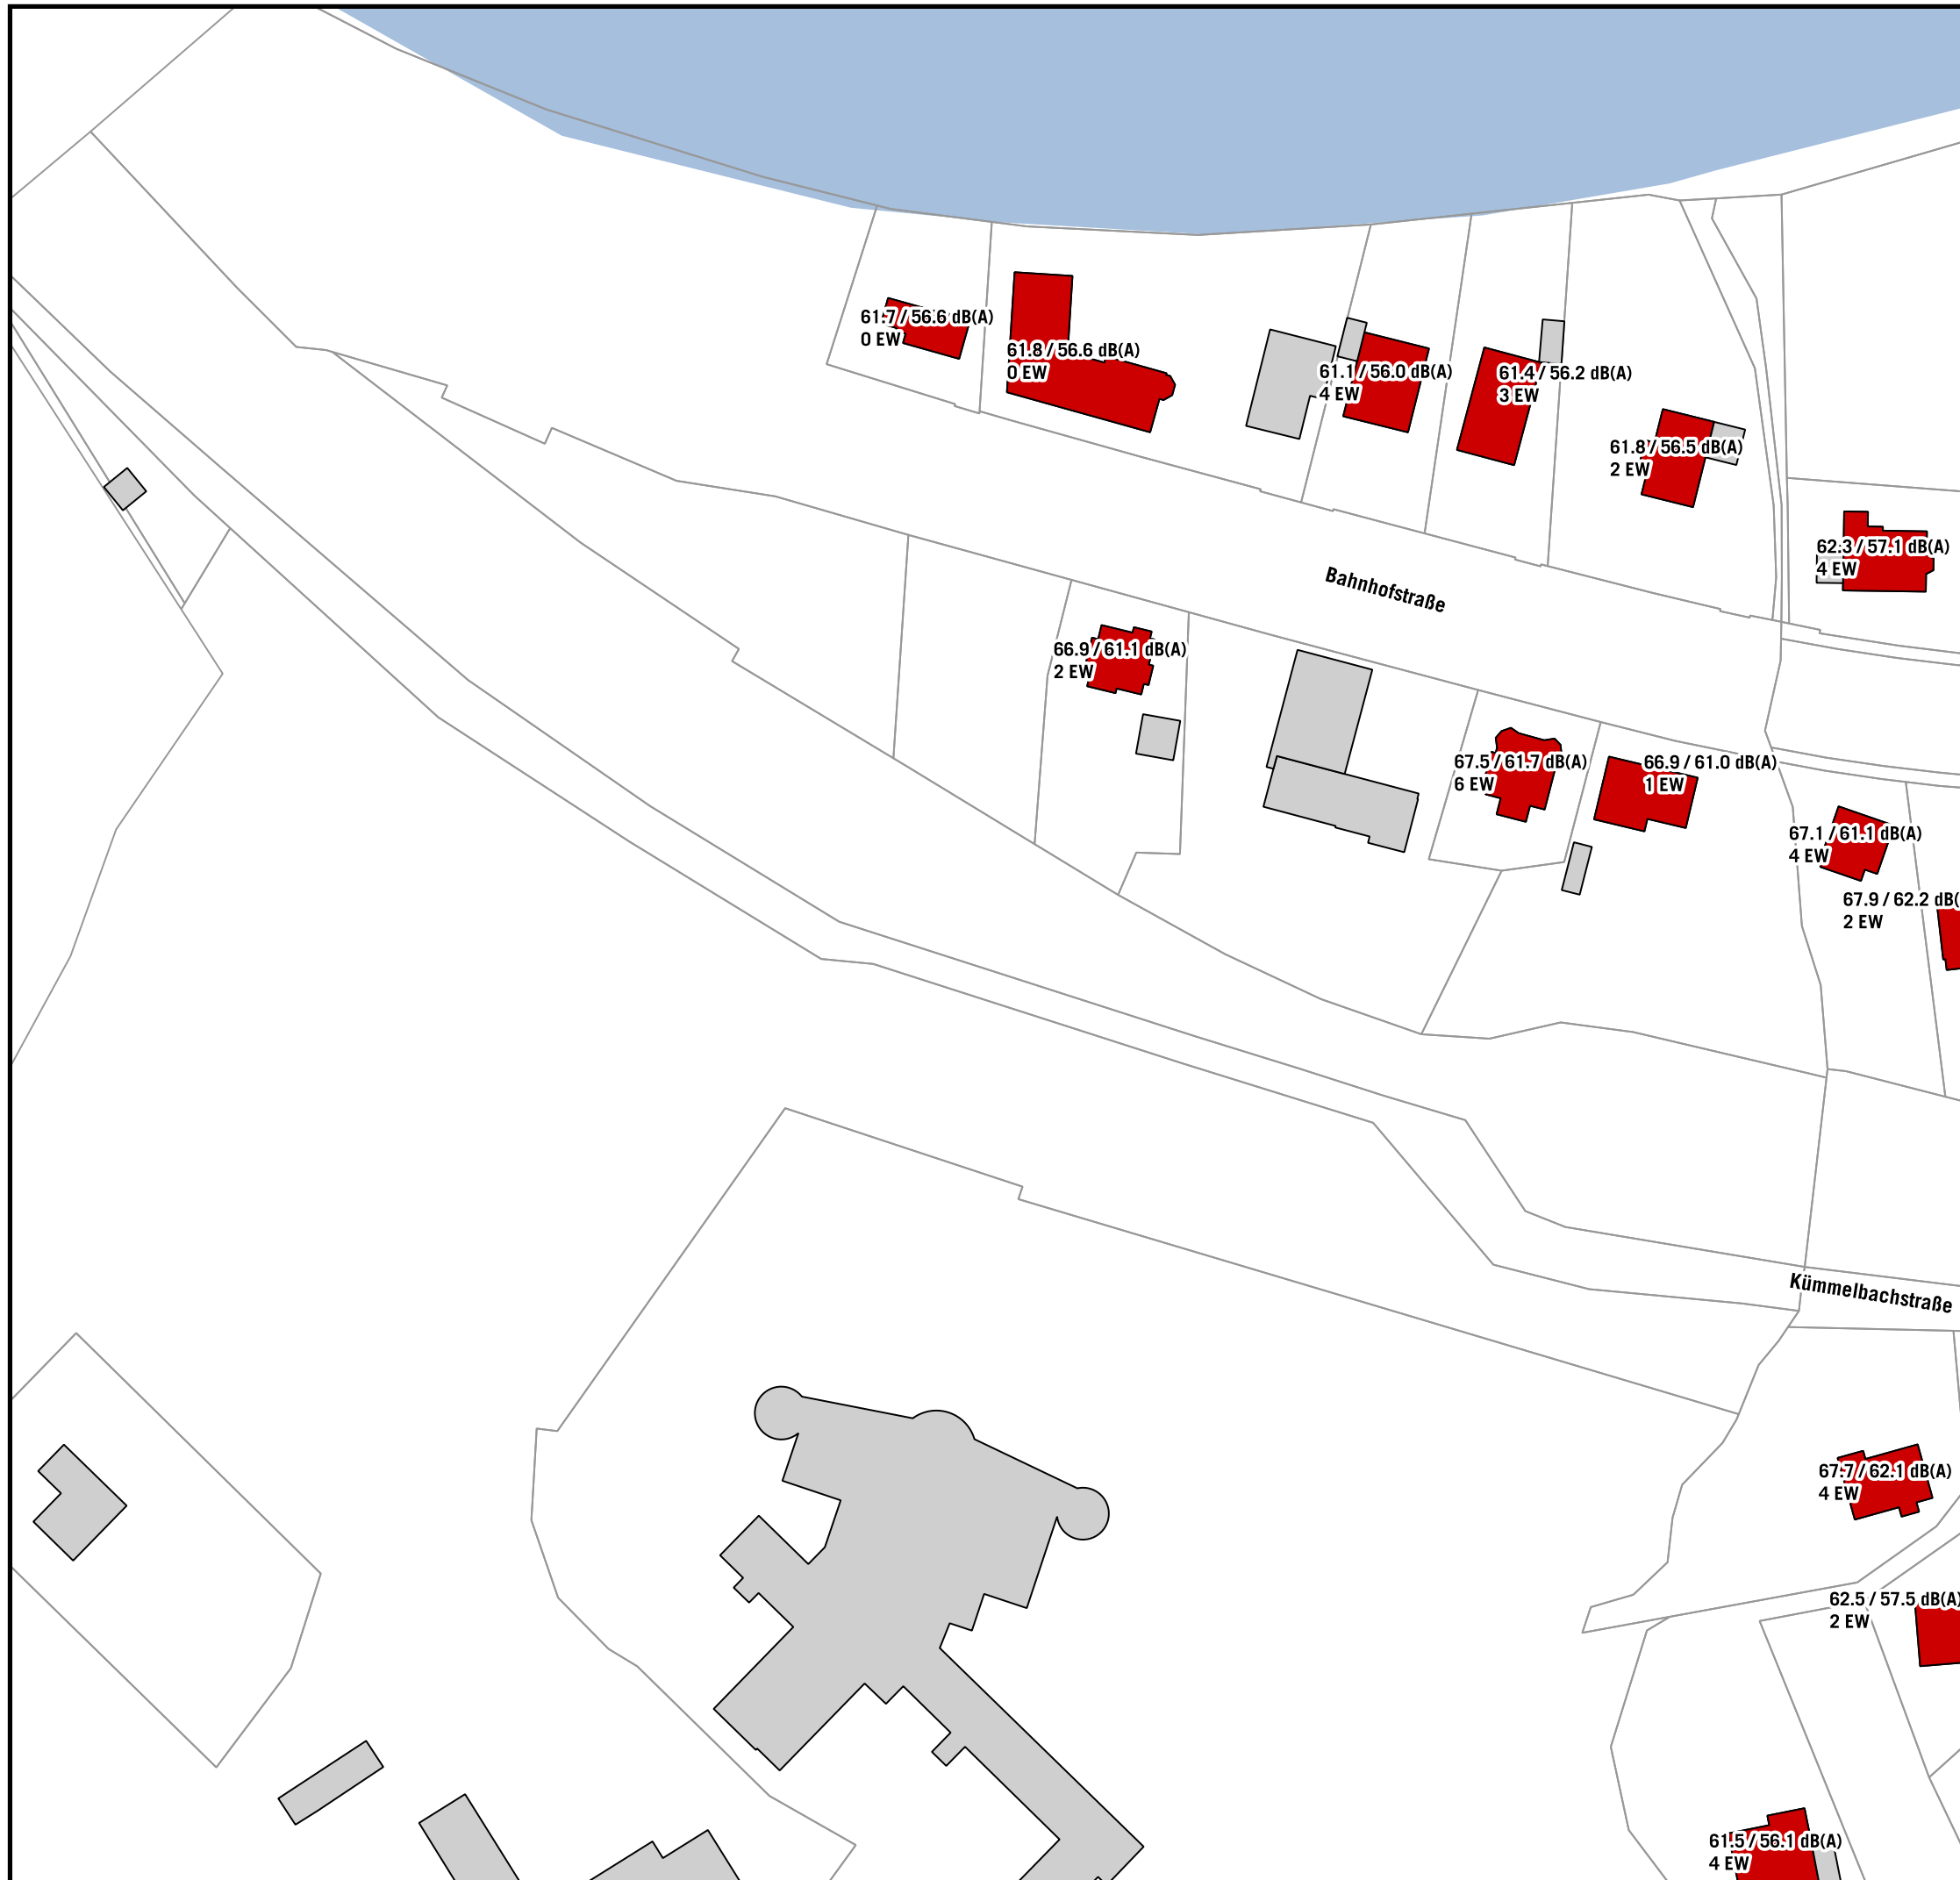 61.7 / 56.6 dB(A)
0 EW
61.8 / 56.6 dB(A)
0 EW
61.1 / 56.0 dB(A)
4 EW
61.4 / 56.2 dB(A)
3 EW
61.8 / 56.5 dB(A)
2 EW
62.3 / 57.1 dB(A)
4 EW
Bahnhofstraße
66.9 / 61.1 dB(A)
2 EW
67.5 / 61.7 dB(A)
6 EW
66.9 / 61.0 dB(A)
1 EW
67.1 / 61.1 dB(A)
4 EW
67.9 / 62.2 dB(
2 EW
Kümmelbachstraße
67.7 / 62.1 dB(A)
4 EW
62.5 / 57.5 dB(A)
2 EW
61.5 / 56.1 dB(A)
4 EW